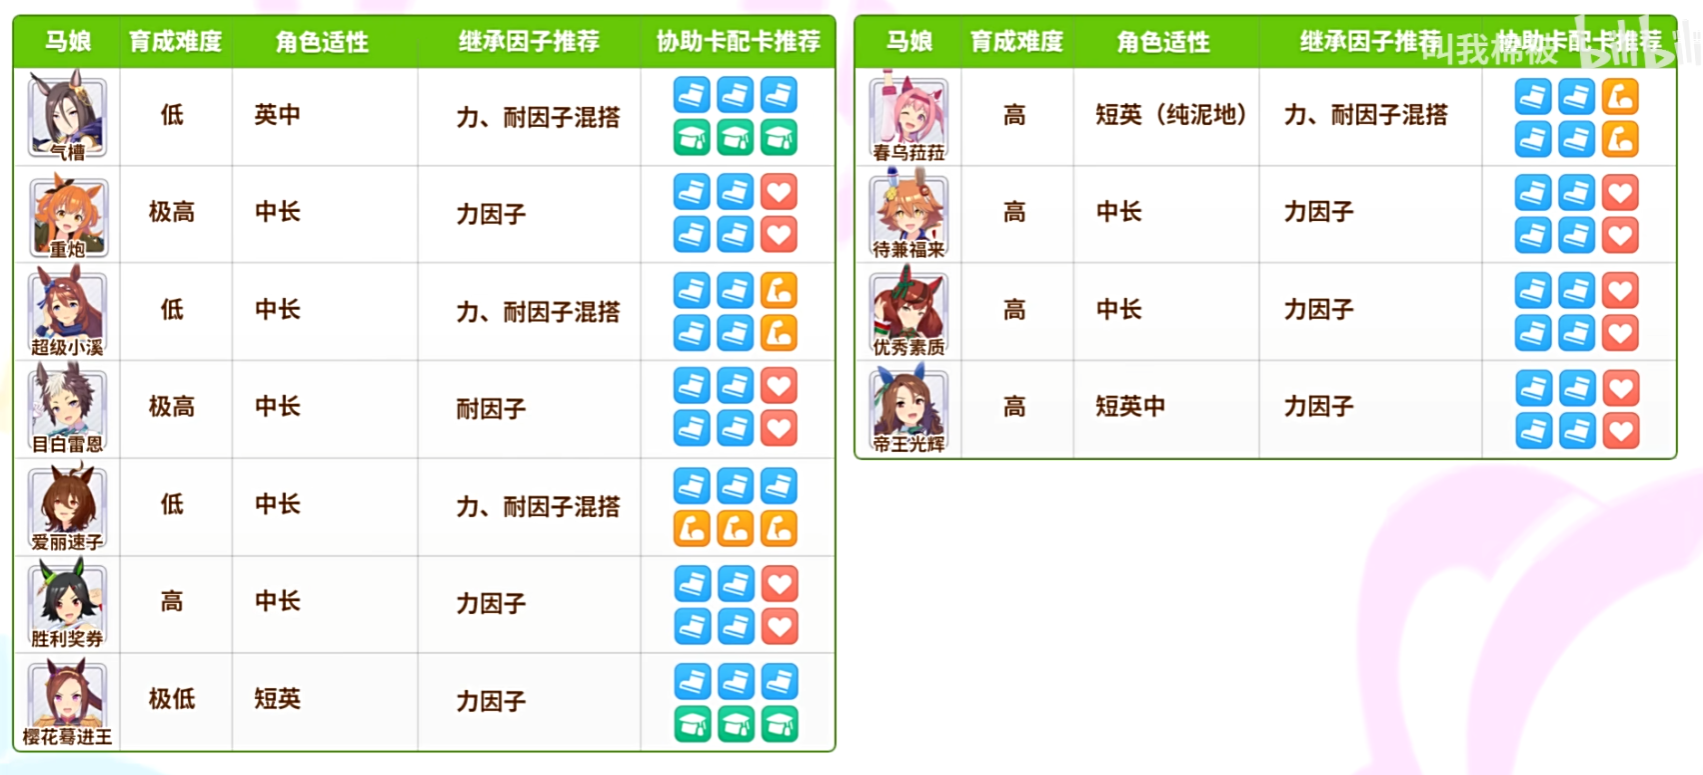 马娘 育成难度 角色适性 继承因子推荐 协助卡配卡推荐
气槽 低 英中 力、耐因子混搭
重炮 极高 中长 力因子
超级小溪 低 中长 力、耐因子混搭
目白雷恩 极高 中长 耐因子
爱丽速子 低 中长 力、耐因子混搭
胜利奖券 高 中长 力因子
樱花蓦进王 极低 短英 力因子
马娘 育成难度 角色适性 继承因子推荐 协助卡配卡推荐
叫我棉被 bilibili
春乌菈菈 高 短英（纯泥地） 力、耐因子混搭
待兼福来 高 中长 力因子
优秀素质 高 中长 力因子
帝王光辉 高 短英中 力因子